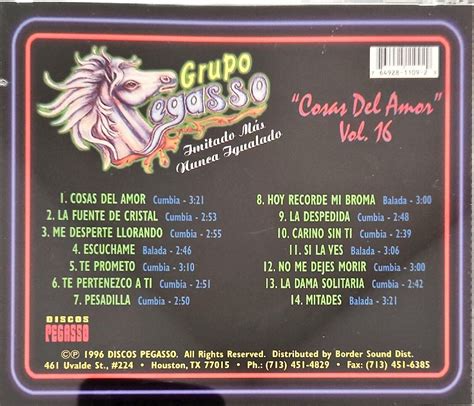 Grupo
Pegasso
Imitado Más
Nunca Igualado
7 64928-1109-2 3
"Cosas Del Amor"
Vol. 16
1. COSAS DEL AMOR Cumbia - 3:21
2. LA FUENTE DE CRISTAL Cumbia - 2:53
3. ME DESPERTE LLORANDO Cumbia - 2:55
4. ESCUCHAME Balada - 2:46
5. TE PROMETO Cumbia - 3:10
6. TE PERTENEZCO A TI Cumbia - 2:51
7. PESADILLA Cumbia - 2:50
8. HOY RECORDE MI BROMA Balada - 3:00
9. LA DESPEDIDA Cumbia - 2:48
10. CARINO SIN TI Cumbia - 2:39
11. SI LA VES Balada - 3:06
12. NO ME DEJES MORIR Cumbia - 3:00
13. LA DAMA SOLITARIA Cumbia - 2:42
14. MITADES Balada - 3:21
DISCOS
PEGASSO
©℗ 1996 DISCOS PEGASSO. All Rights Reserved. Distributed by Border Sound Dist.
461 Uvalde St., #224 • Houston, TX 77015 • Ph.: (713) 451-4829 Fax: (713) 451-6385